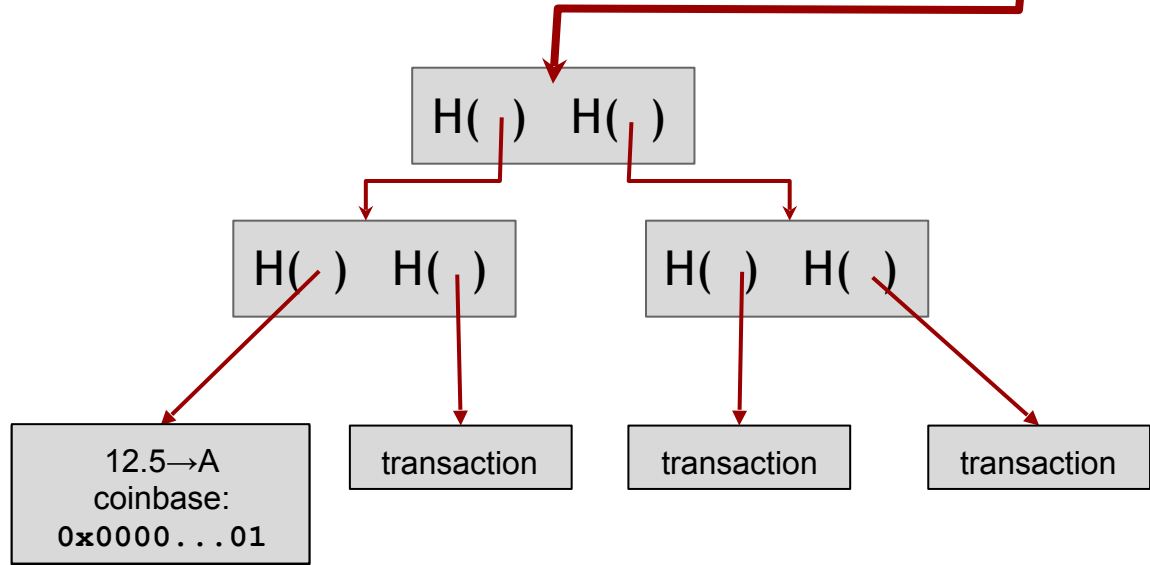 H( ) H( )
H( ) H( )
H( ) H( )
12.5→A
coinbase:
0x0000...01
transaction
transaction
transaction